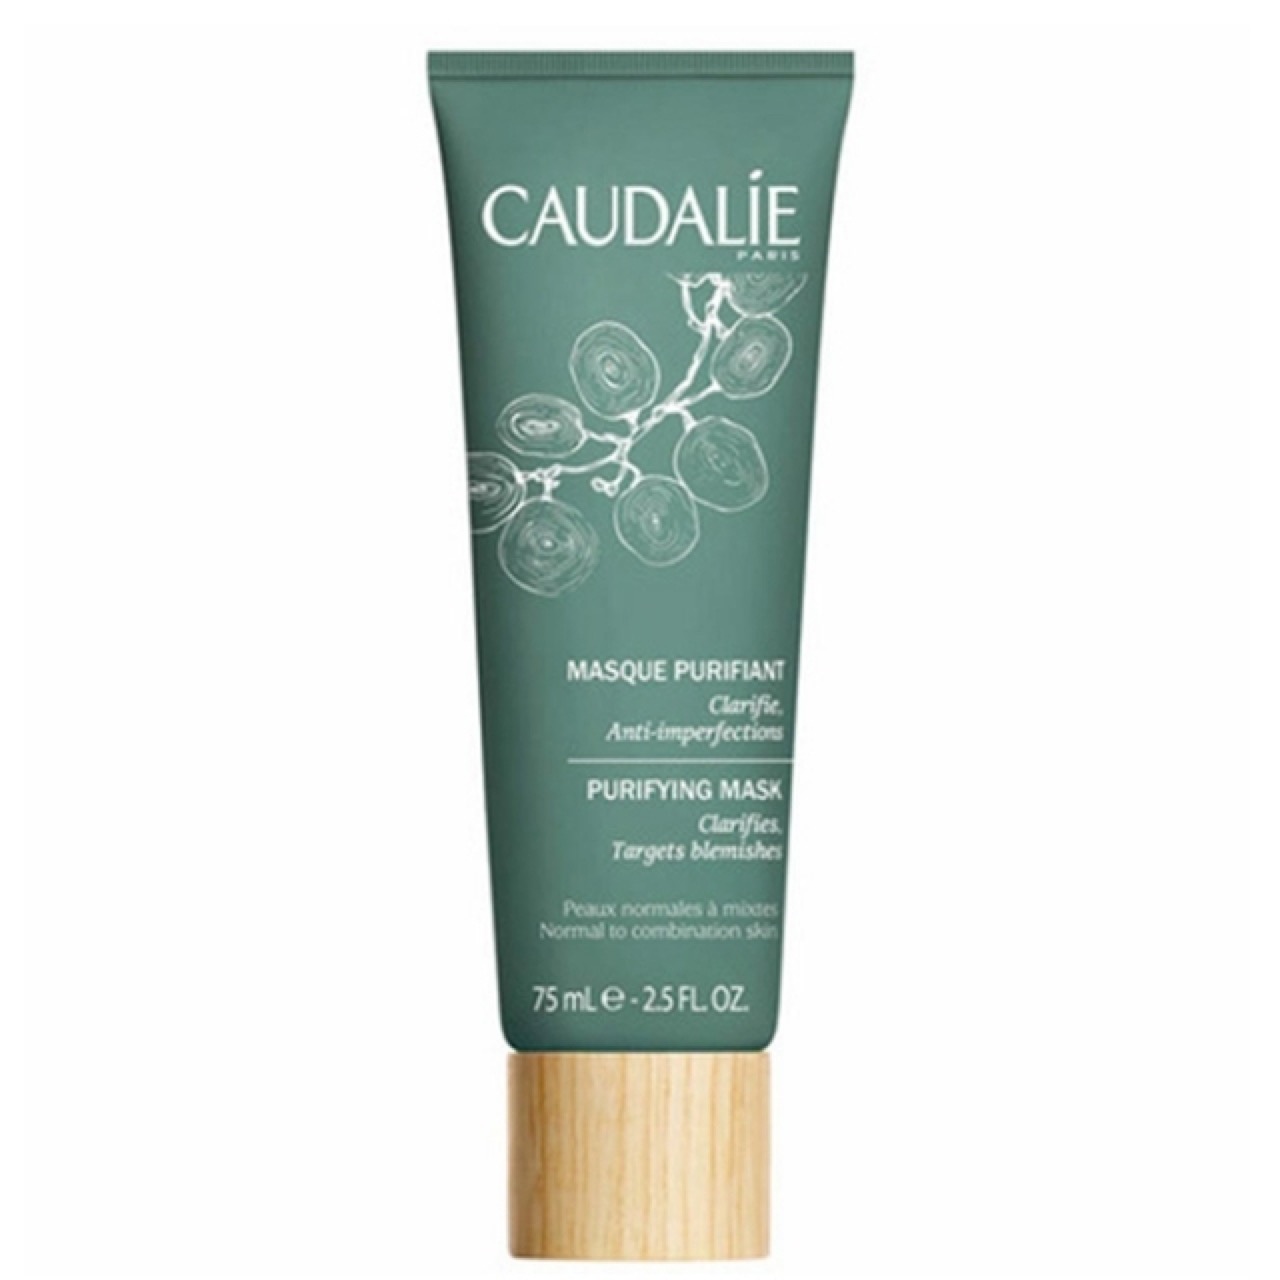 CAUDALÍE
PARIS
MASQUE PURIFIANT
Clarifie,
Anti-imperfections
PURIFYING MASK
Clarifies,
Targets blemishes
Peaux normales à mixtes
Normal to combination skin
75 mL ℮ - 2.5 FL. OZ.